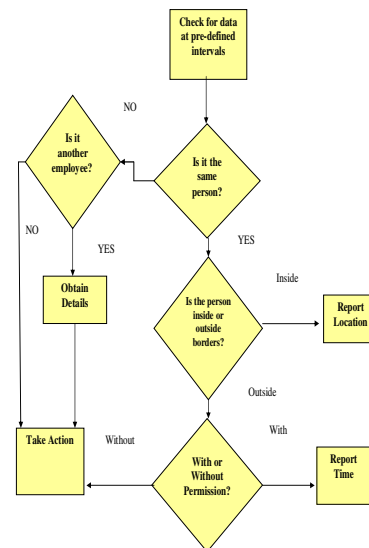 Check for data
at pre-defined
intervals
NO
Is it
another
employee?
Is it the
same
person?
NO
YES
YES
Obtain
Details
Is the person
inside or
outside
borders?
Inside
Report
Location
Outside
Take Action
Without
With
With or
Without
Permission?
Report
Time